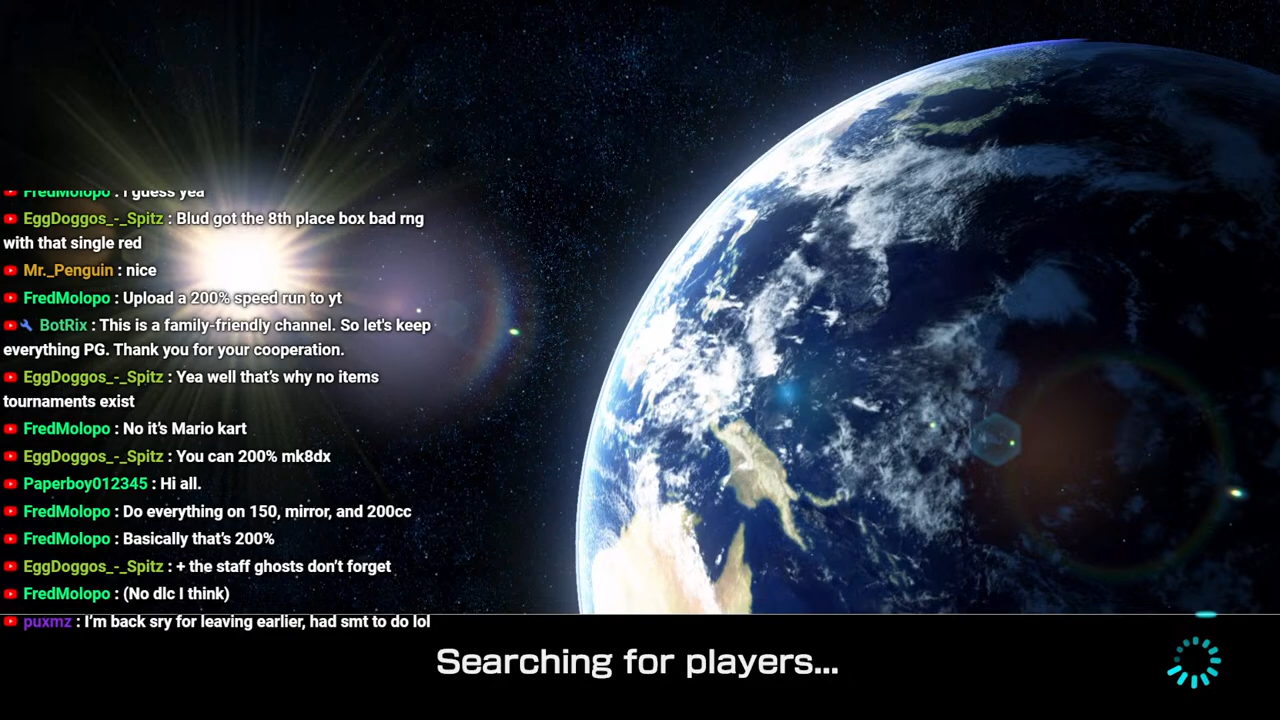 FredMolopo : I guess yea
EggDoggos_-_Spitz : Blud got the 8th place box bad rng
with that single red
Mr._Penguin : nice
FredMolopo : Upload a 200% speed run to yt
BotRix : This is a family-friendly channel. So let's keep
everything PG. Thank you for your cooperation.
EggDoggos_-_Spitz : Yea well that's why no items
tournaments exist
FredMolopo : No it's Mario kart
EggDoggos_-_Spitz : You can 200% mk8dx
Paperboy012345 : Hi all.
FredMolopo : Do everything on 150, mirror, and 200cc
FredMolopo : Basically that's 200%
EggDoggos_-_Spitz : + the staff ghosts don't forget
FredMolopo : (No dlc I think)
puxmz : I'm back sry for leaving earlier, had smt to do lol
Searching for players...